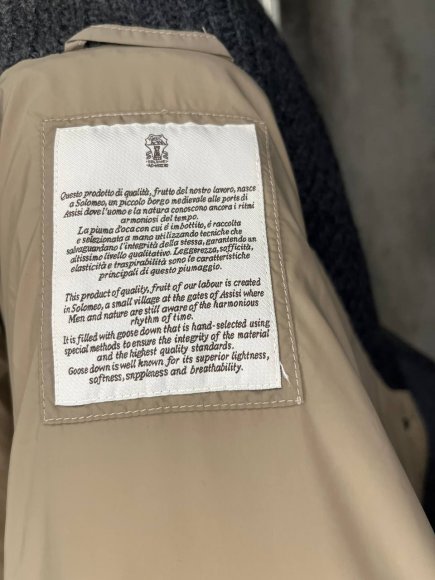 Questo prodotto di qualità, frutto del nostro lavoro, nasce
a Solomeo, un piccolo borgo medievale alle porte di
Assisi dove l'uomo e la natura conoscono ancora i ritmi
armoniosi del tempo.
La piuma d'oca con cui è imbottito, è raccolta
e selezionata a mano utilizzando tecniche che
salvaguardano l'integrità della stessa, garantendo un
altissimo livello qualitativo. Leggerezza, sofficità,
elasticità e traspirabilità sono le caratteristiche
principali di questo piumaggio.
This product of quality, fruit of our labour is created
in Solomeo, a small village at the gates of Assisi where
Men and nature are still aware of the harmonious
rhythm of time.
It is filled with goose down that is hand-selected using
special methods to ensure the integrity of the material
and the highest quality standards.
Goose down is well known for its superior lightness,
softness, suppleness and breathability.